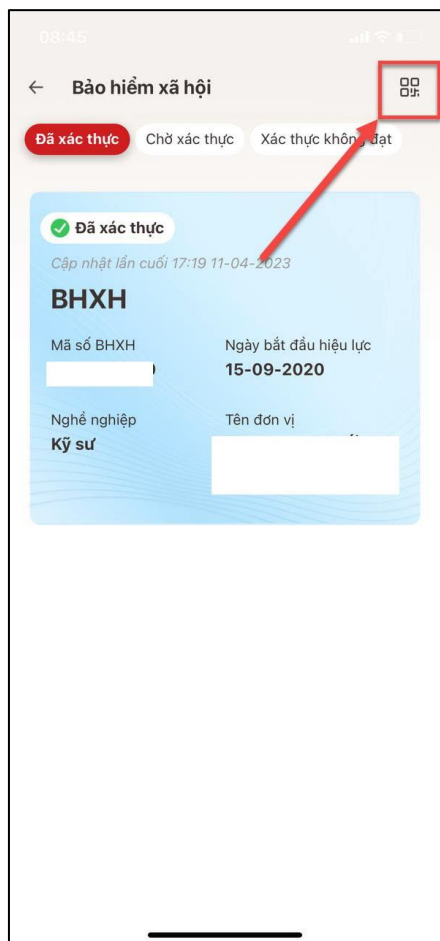 08:45
Bảo hiểm xã hội
Đã xác thực Chờ xác thực Xác thực không đạt
Đã xác thực
Cập nhật lần cuối 17:19 11-04-2023
BHXH
Mã số BHXH Ngày bắt đầu hiệu lực
15-09-2020
Nghề nghiệp Tên đơn vị
Kỹ sư